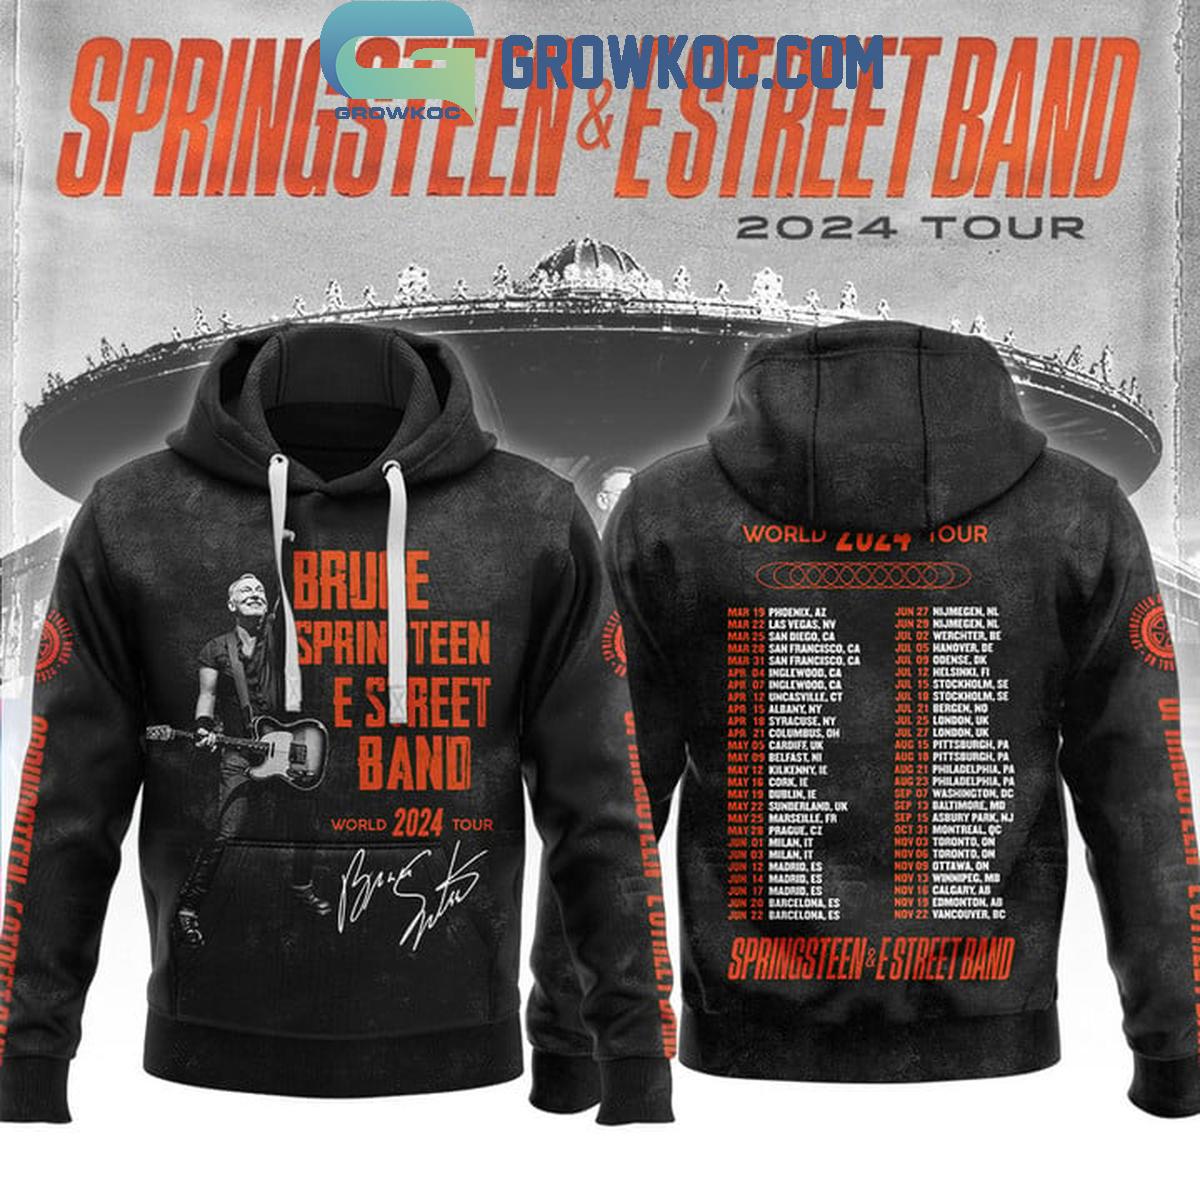 SPRINGSTEEN & E STREET BAND
GROWKOC
GROWKOC.COM
2024 TOUR
BRUCE
SPRINGSTEEN
E STREET
BAND
WORLD 2024 TOUR
Bruce Springsteen
WORLD 2024 TOUR
MAR 19 PHOENIX, AZ
MAR 22 LAS VEGAS, NV
MAR 25 SAN DIEGO, CA
MAR 28 SAN FRANCISCO, CA
MAR 31 SAN FRANCISCO, CA
APR 04 INGLEWOOD, CA
APR 07 INGLEWOOD, CA
APR 12 UNCASVILLE, CT
APR 15 ALBANY, NY
APR 18 SYRACUSE, NY
APR 21 COLUMBUS, OH
MAY 05 CARDIFF, UK
MAY 09 BELFAST, NI
MAY 12 KILKENNY, IE
MAY 16 CORK, IE
MAY 19 DUBLIN, IE
MAY 22 SUNDERLAND, UK
MAY 25 MARSEILLE, FR
MAY 28 PRAGUE, CZ
JUN 01 MILAN, IT
JUN 03 MILAN, IT
JUN 12 MADRID, ES
JUN 14 MADRID, ES
JUN 17 MADRID, ES
JUN 20 BARCELONA, ES
JUN 22 BARCELONA, ES
JUN 27 NIJMEGEN, NL
JUN 29 NIJMEGEN, NL
JUL 02 WERCHTER, BE
JUL 05 HANOVER, DE
JUL 09 ODENSE, DK
JUL 12 HELSINKI, FI
JUL 15 STOCKHOLM, SE
JUL 18 STOCKHOLM, SE
JUL 21 BERGEN, NO
JUL 25 LONDON, UK
JUL 27 LONDON, UK
AUG 15 PITTSBURGH, PA
AUG 18 PITTSBURGH, PA
AUG 21 PHILADELPHIA, PA
AUG 23 PHILADELPHIA, PA
SEP 07 WASHINGTON, DC
SEP 13 BALTIMORE, MD
SEP 15 ASBURY PARK, NJ
OCT 31 MONTREAL, QC
NOV 03 TORONTO, ON
NOV 06 TORONTO, ON
NOV 09 OTTAWA, ON
NOV 13 WINNIPEG, MB
NOV 16 CALGARY, AB
NOV 19 EDMONTON, AB
NOV 22 VANCOUVER, BC
SPRINGSTEEN & E STREET BAND